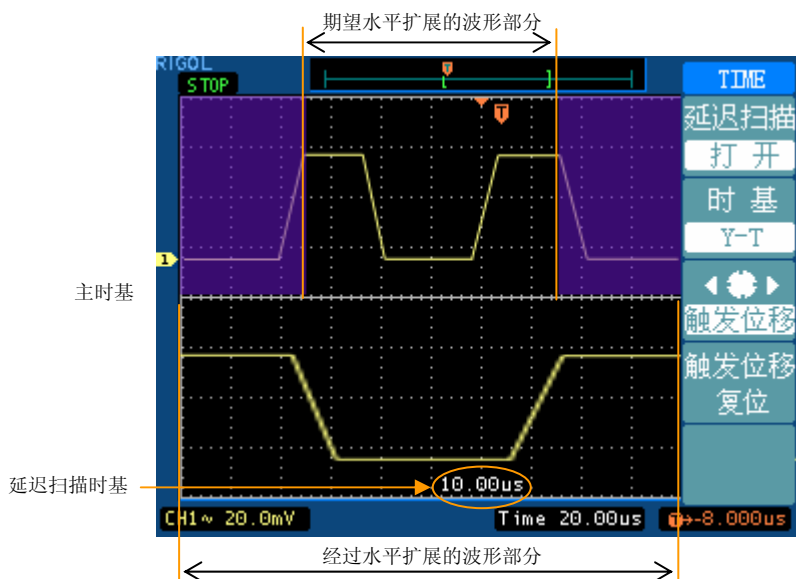 期望水平扩展的波形部分
RIGOL
STOP
T
TIME
延迟扫描
打 开
时 基
Y-T
触发位移
触发位移
复位
T
1
主时基
延迟扫描时基
10.00us
CH1~ 20.0mV
Time 20.00us
T→-8.000us
经过水平扩展的波形部分